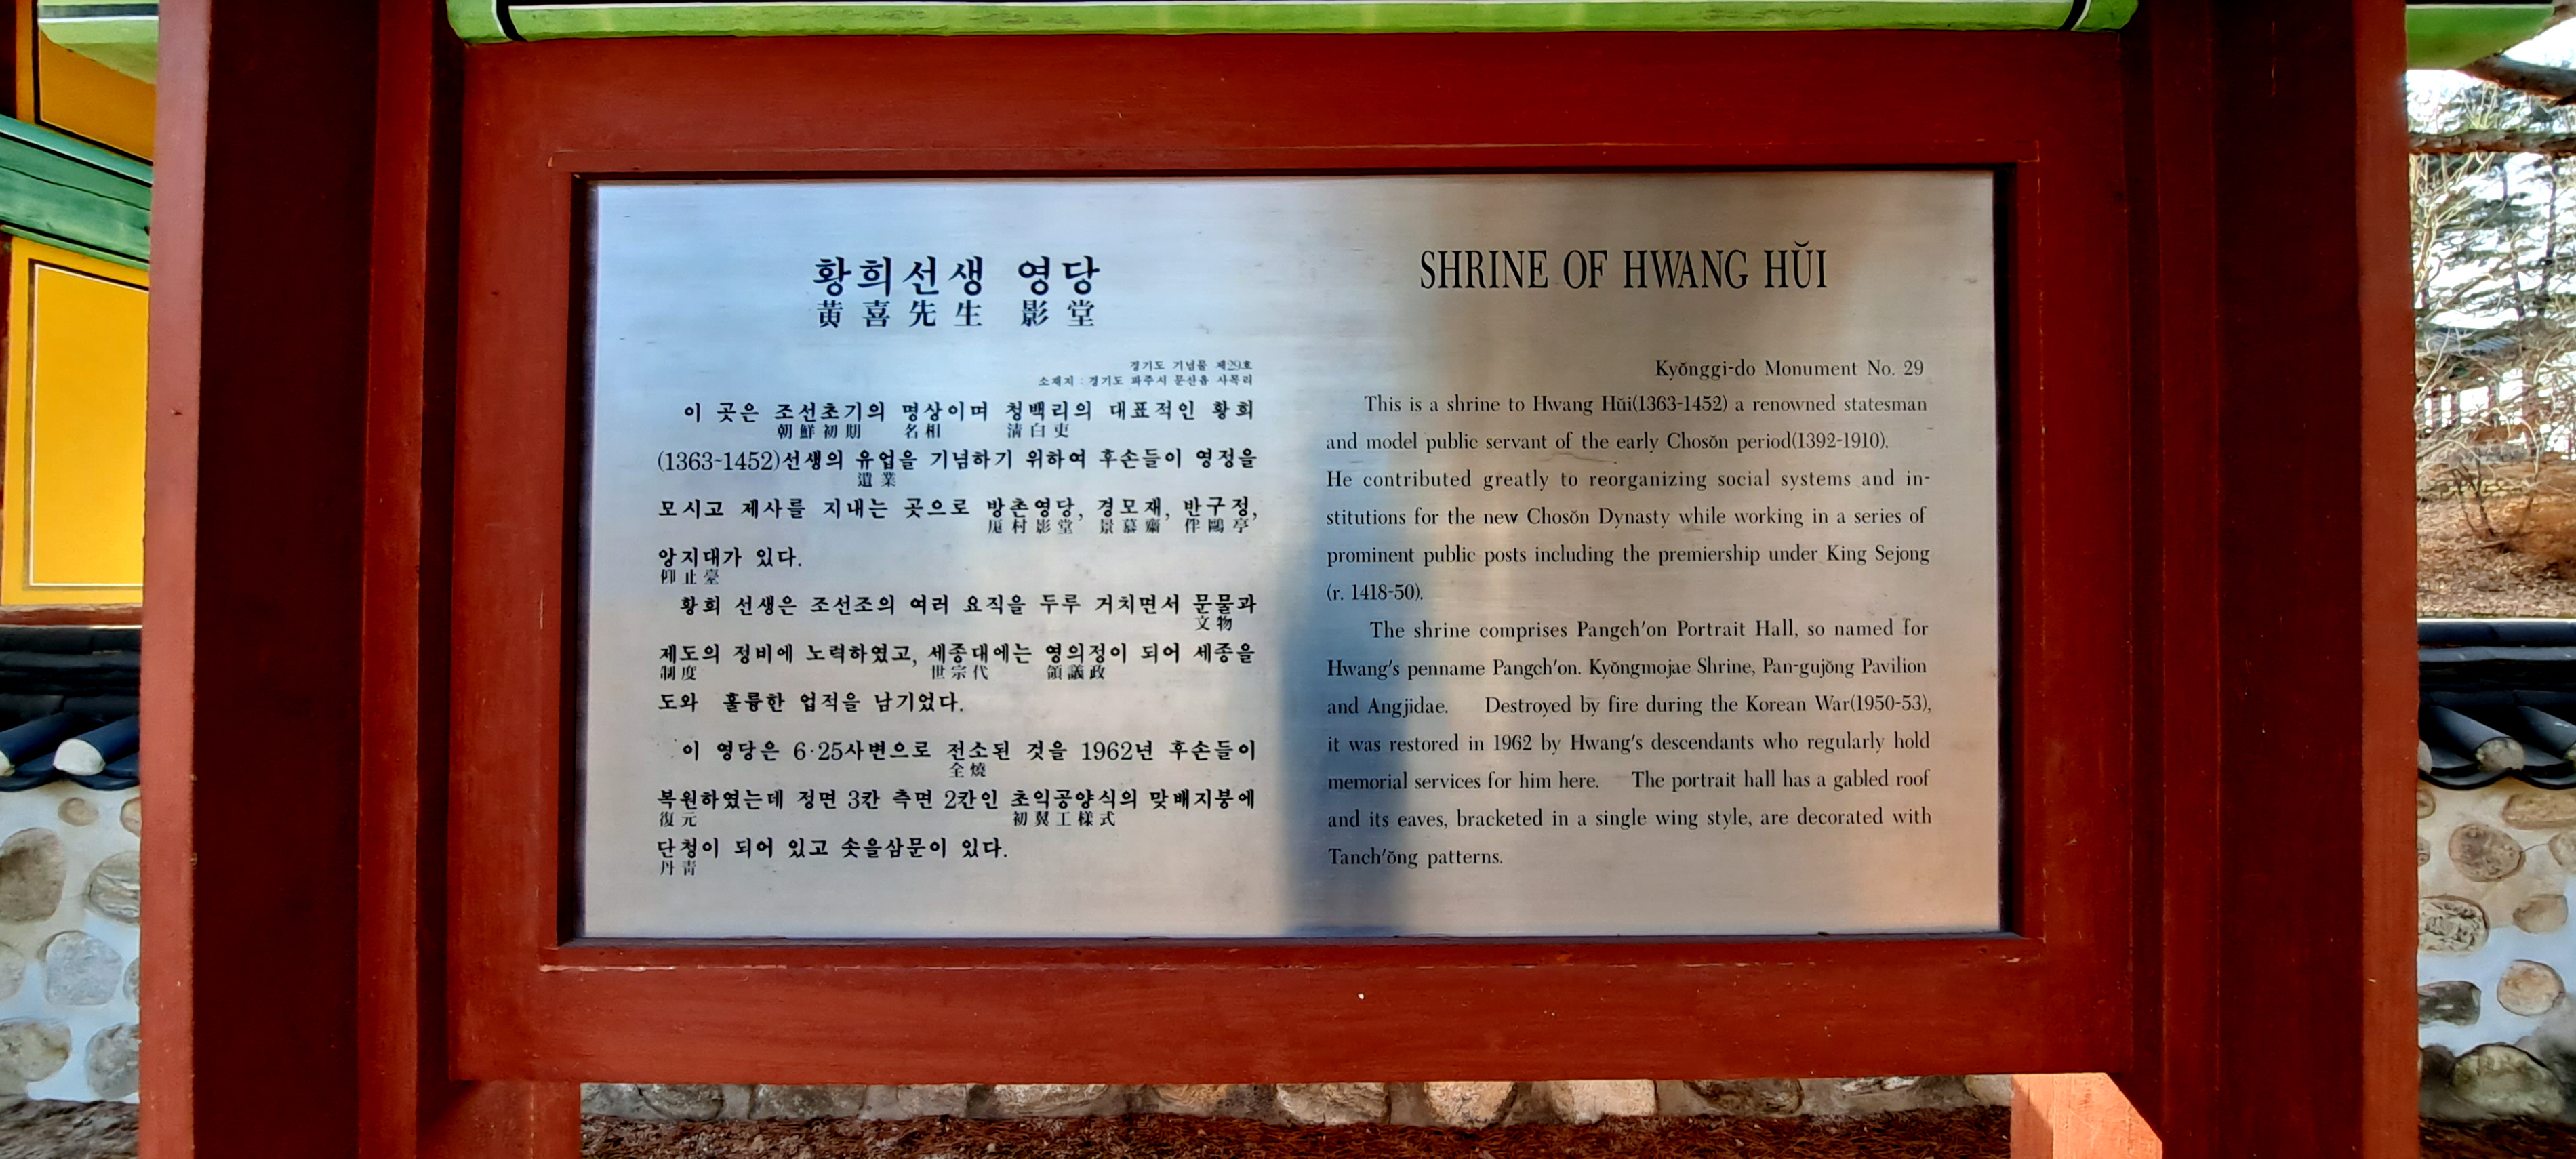 황희선생 영당
黃喜先生 影堂
경기도 기념물 제29호
소재지 : 경기도 파주시 문산읍 사목리
이 곳은 조선초기의 명상이며 청백리의 대표적인 황희
朝鮮初期 名相 淸白吏
(1363~1452)선생의 유업을 기념하기 위하여 후손들이 영정을
遺業
모시고 제사를 지내는 곳으로 방촌영당, 경모재, 반구정,
厖村影堂 景慕齋 伴鷗亭
앙지대가 있다.
仰止臺
황희 선생은 조선조의 여러 요직을 두루 거치면서 문물과
文物
제도의 정비에 노력하였고, 세종대에는 영의정이 되어 세종을
制度 世宗代 領議政
도와 훌륭한 업적을 남기었다.
이 영당은 6·25사변으로 전소된 것을 1962년 후손들이
全燒
복원하였는데 정면 3칸 측면 2칸인 초익공양식의 맞배지붕에
復元 初翼工樣式
단청이 되어 있고 솟을삼문이 있다.
丹靑
SHRINE OF HWANG HŬI
Kyŏnggi-do Monument No. 29
This is a shrine to Hwang Hŭi(1363-1452) a renowned statesman
and model public servant of the early Chosŏn period(1392-1910).
He contributed greatly to reorganizing social systems and in-
stitutions for the new Chosŏn Dynasty while working in a series of
prominent public posts including the premiership under King Sejong
(r. 1418-50).
The shrine comprises Pangch'on Portrait Hall, so named for
Hwang's penname Pangch'on. Kyŏngmojae Shrine, Pan-gujŏng Pavilion
and Angjidae. Destroyed by fire during the Korean War(1950-53),
it was restored in 1962 by Hwang's descendants who regularly hold
memorial services for him here. The portrait hall has a gabled roof
and its eaves, bracketed in a single wing style, are decorated with
Tanch'ŏng patterns.